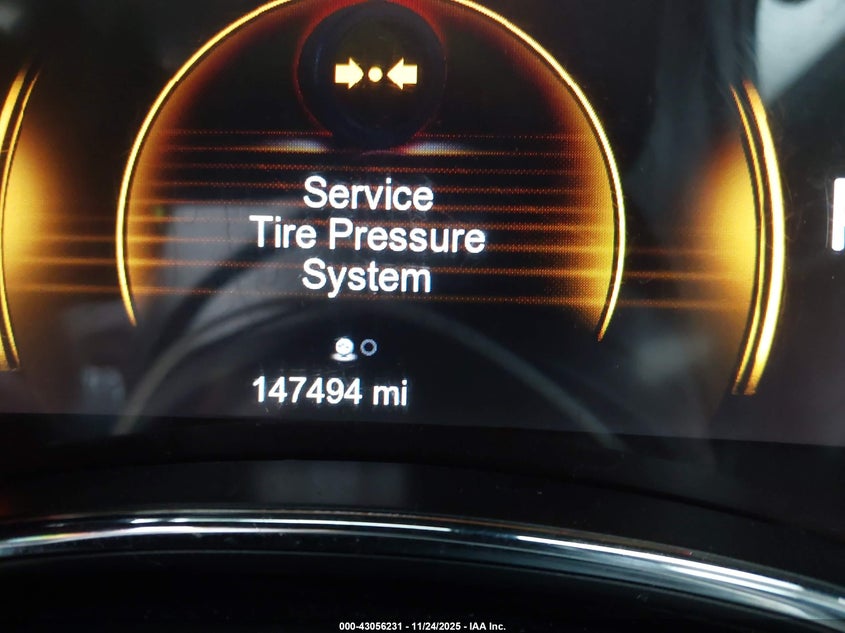 Service
Tire Pressure
System
147494 mi
000-43056231 - 11/24/2025 - IAA Inc.